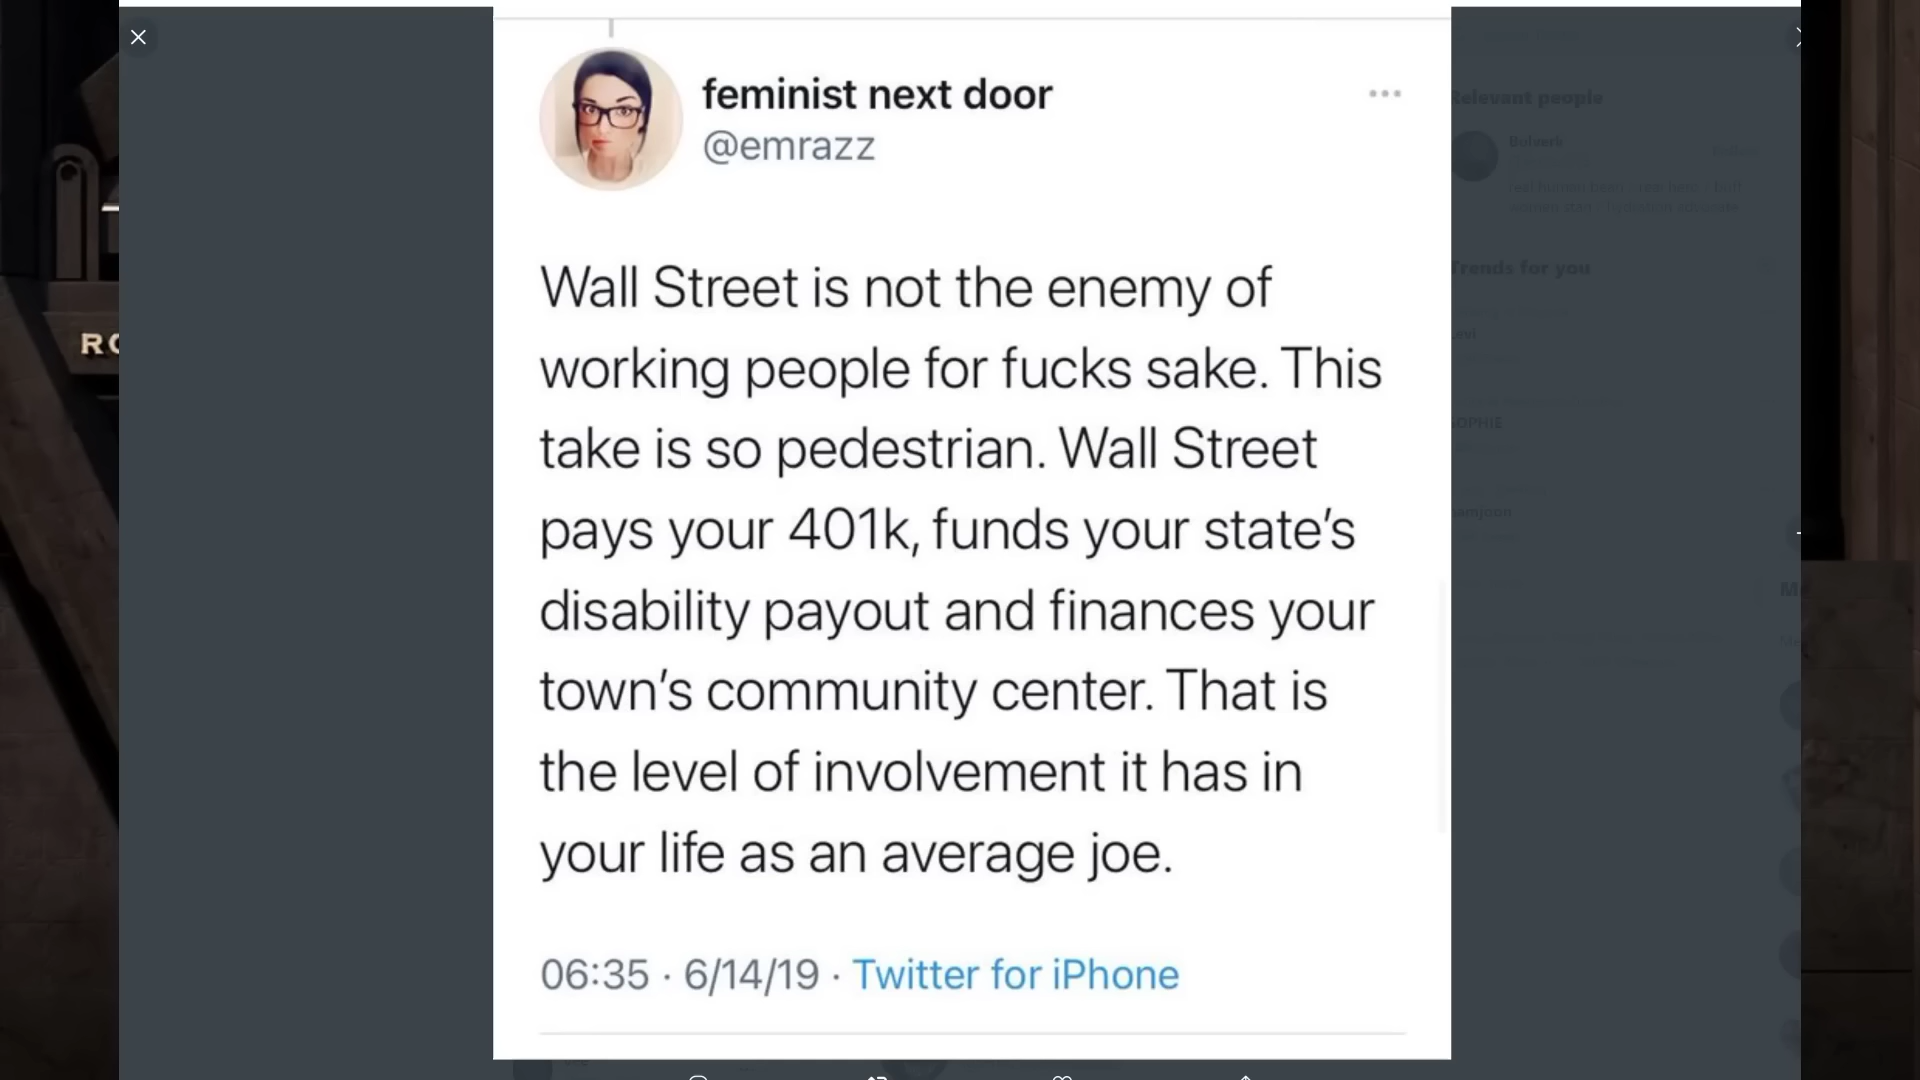 feminist next door
@emrazz
Wall Street is not the enemy of
working people for fucks sake. This
take is so pedestrian. Wall Street
pays your 401k, funds your state’s
disability payout and finances your
town’s community center. That is
the level of involvement it has in
your life as an average joe.
06:35 · 6/14/19 · Twitter for iPhone
Relevant people
Bulverk
Trends for you
SOPHIE